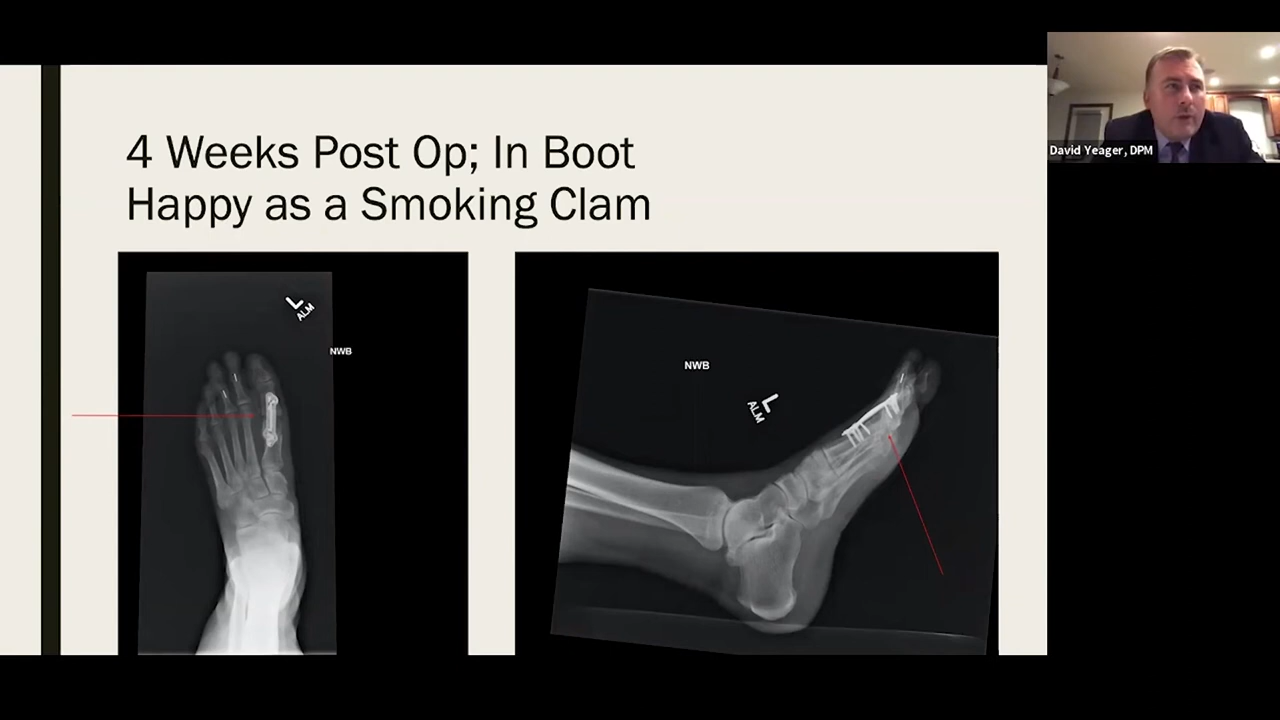 4 Weeks Post Op; In Boot
Happy as a Smoking Clam
L
ALM
NWB
NWB
L
ALM
David Yeager, DPM